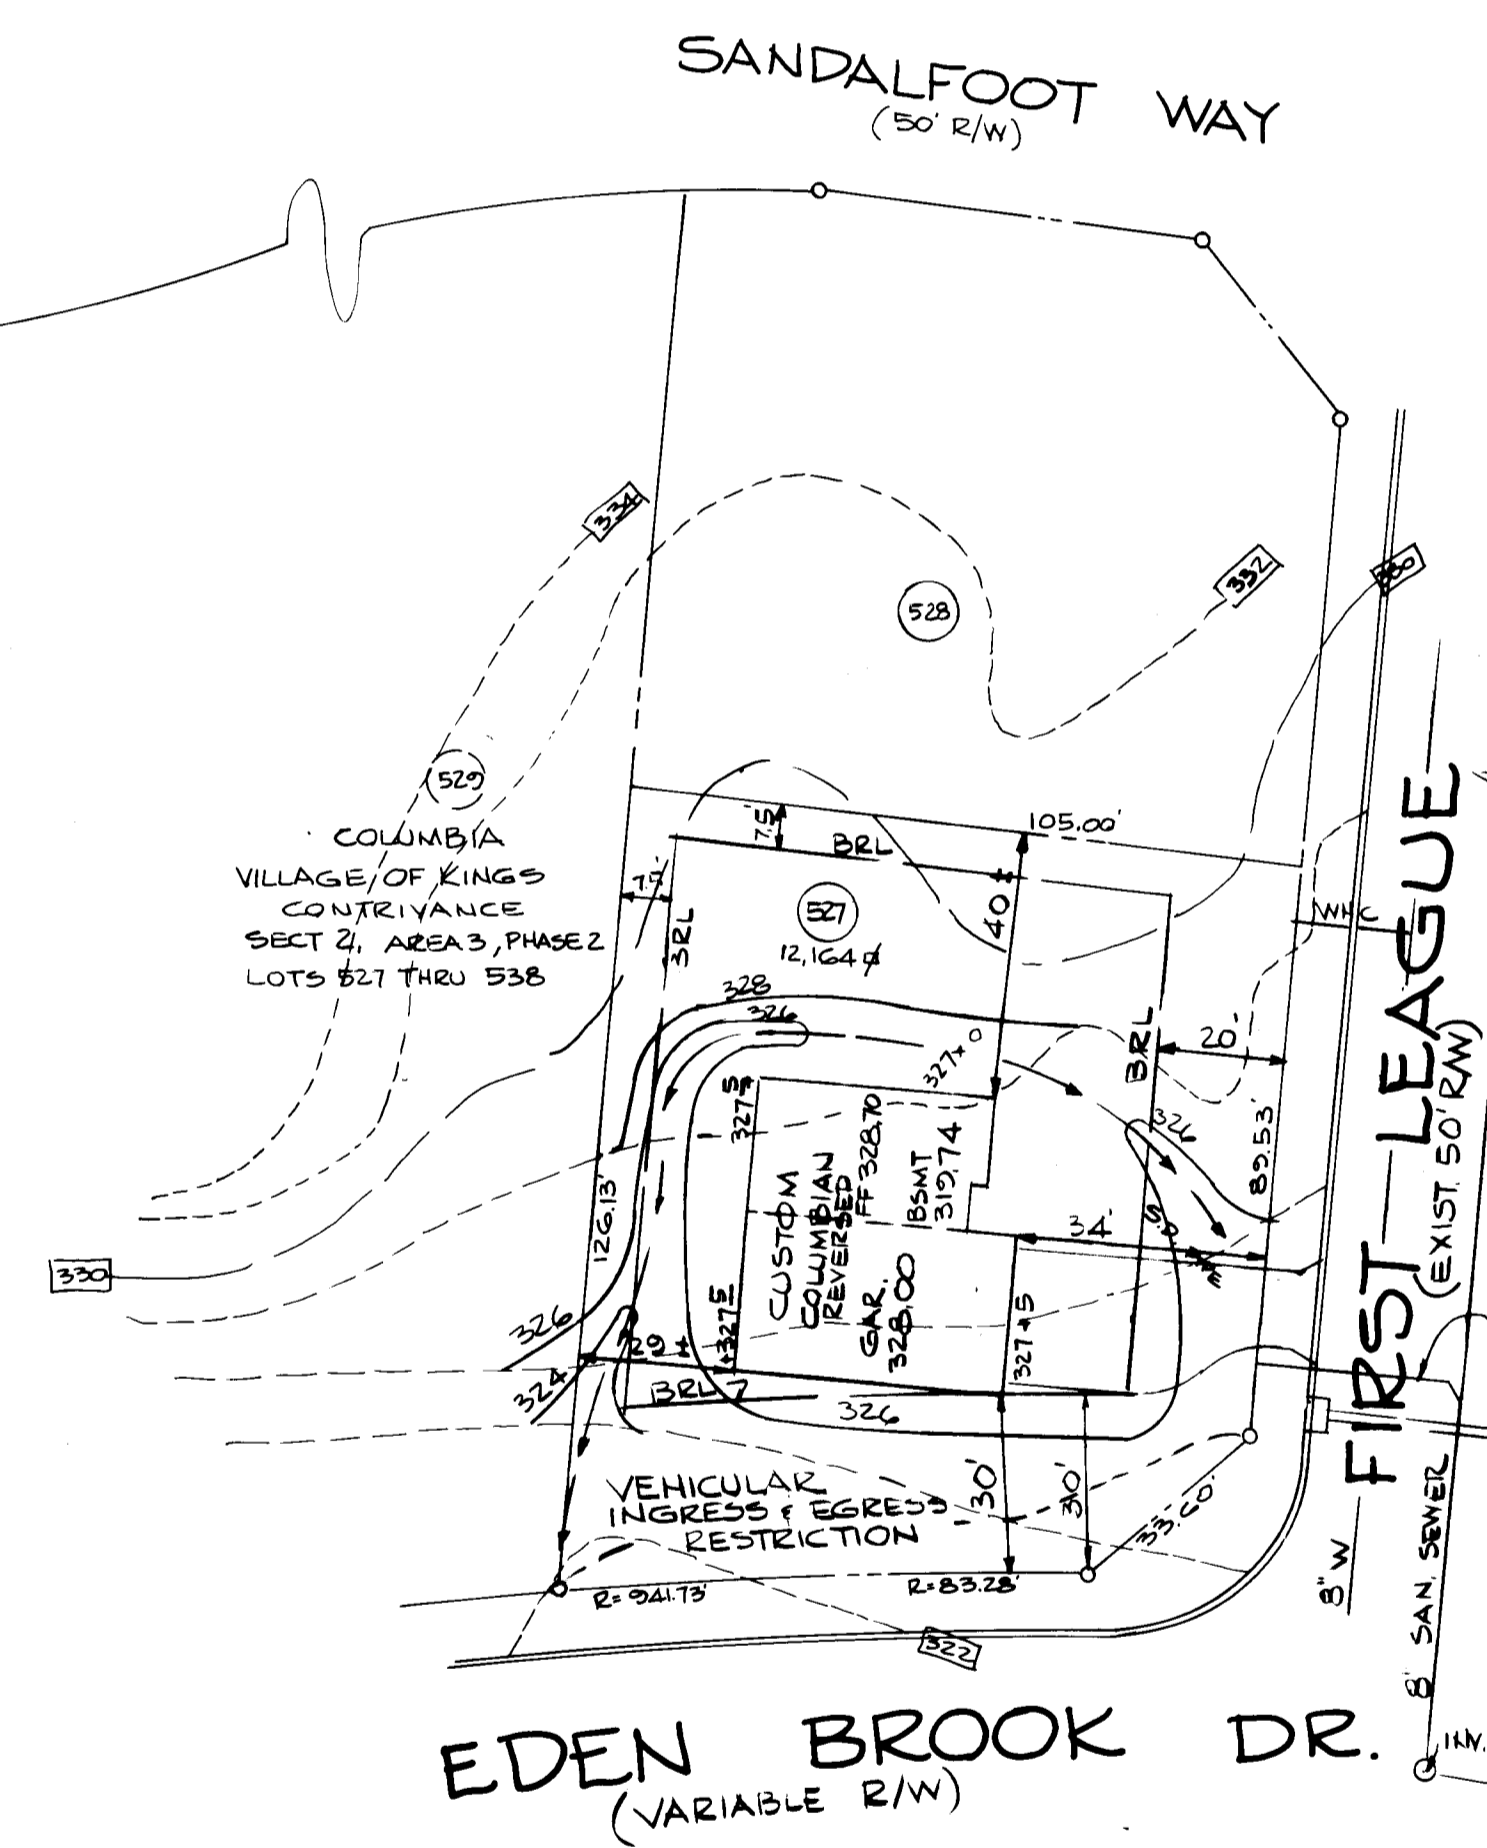 SANDALFOOT WAY
(50' R/W)
334
332
330
528
529
COLUMBIA
VILLAGE OF KINGS
CONTRIVANCE
SECT 2, AREA 3, PHASE 2
LOTS 527 THRU 538
7.5'
BRL
105.00'
7.5'
BRL
527
12,164 ⌀
40 ±
WHC
328
326
327+0
BRL
20'
327+5
326
89.53'
126.13'
CUSTOM
COLUMBIAN
REVERSED
FF 328.70
BSMT
319.74
GAR.
328.00
34'
330
326
324
29 ±
+327 5
327+5
BRL
326
VEHICULAR
INGRESS & EGRESS
RESTRICTION
30'
30'
33.60'
R=941.73'
R=83.28'
322
FIRST LEAGUE
(EXIST. 50' R/W)
8" W
8" SAN. SEWER
INV.
EDEN BROOK DR.
(VARIABLE R/W)